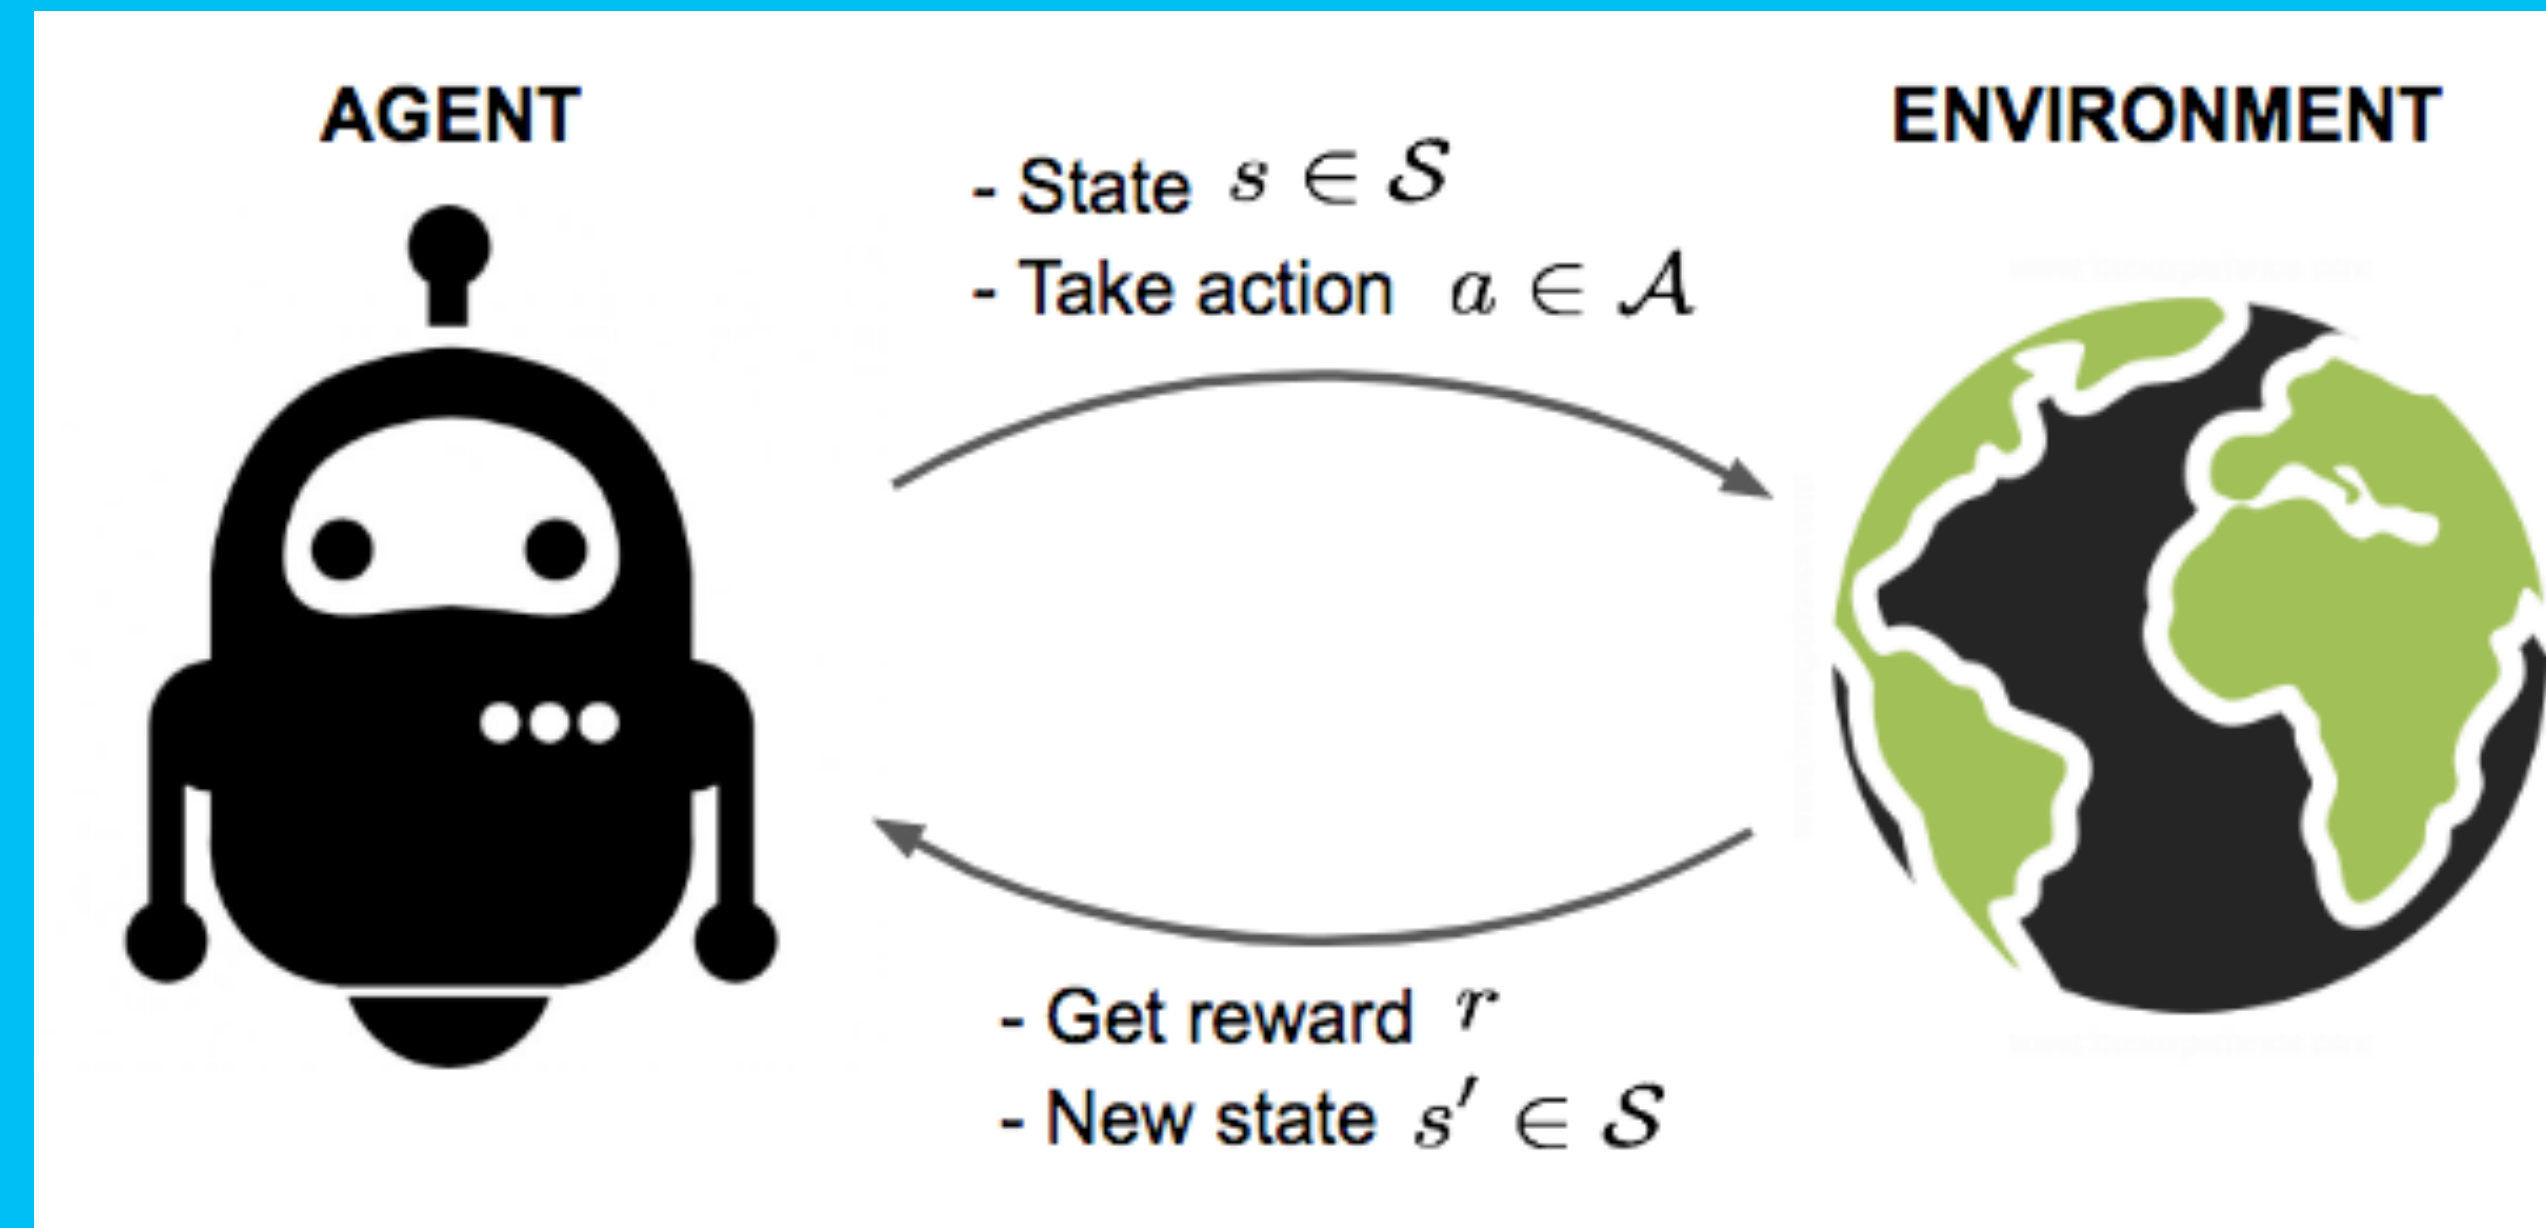 AGENT
ENVIRONMENT
- State s ∈ 𝒮
- Take action a ∈ 𝒜
- Get reward r
- New state s′ ∈ 𝒮